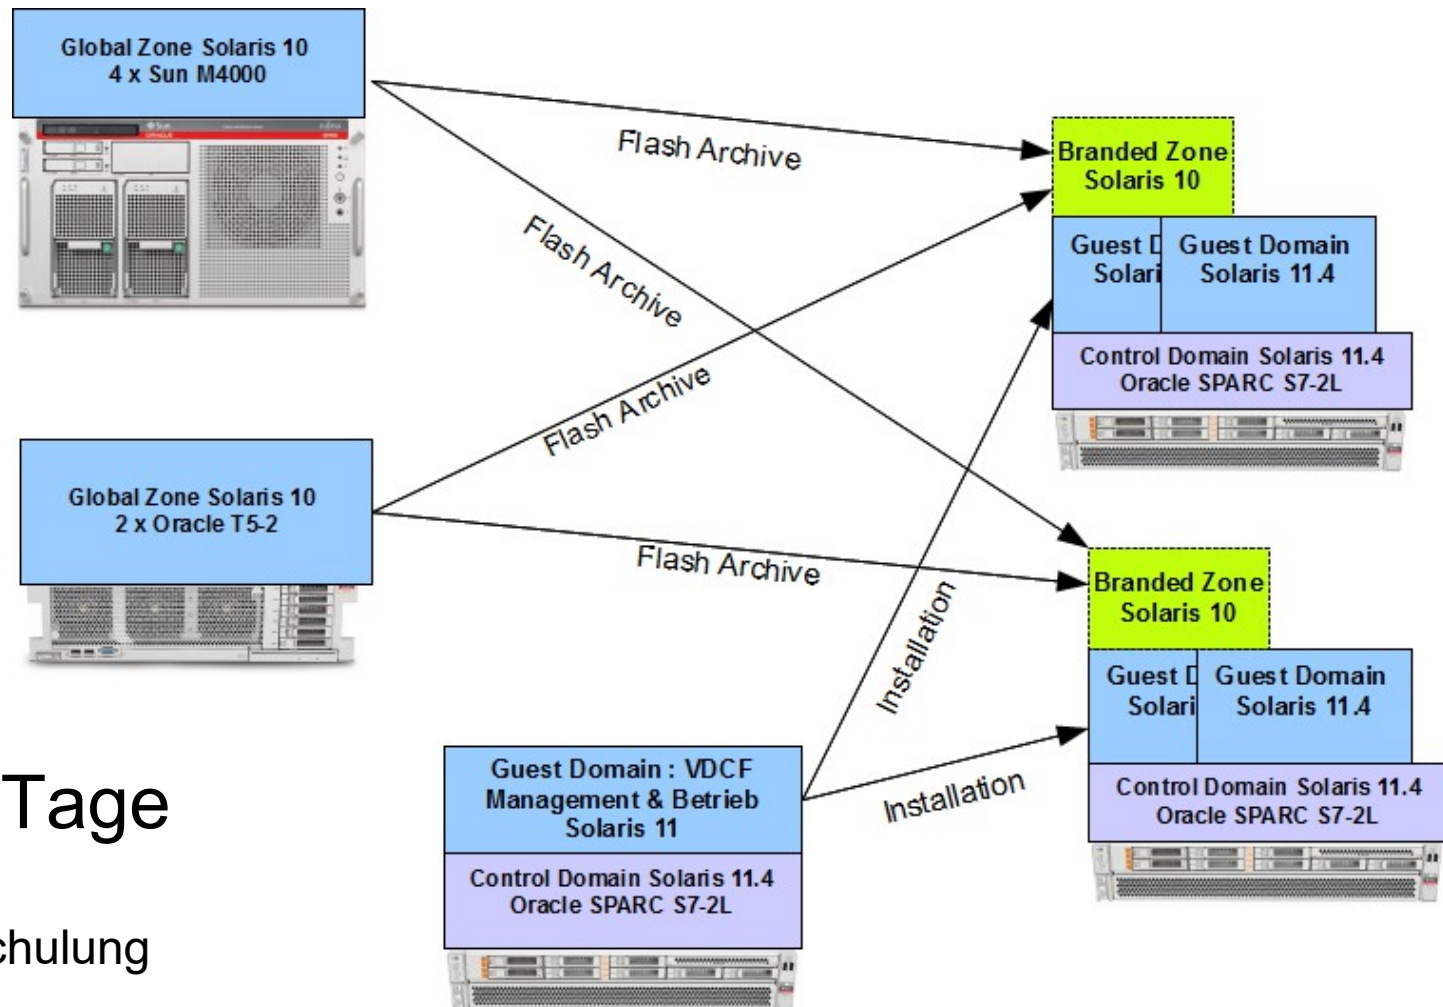 Global Zone Solaris 10
4 x Sun M4000
Flash Archive
Flash Archive
Flash Archive
Flash Archive
Branded Zone
Solaris 10
Guest D
Solari
Guest Domain
Solaris 11.4
Control Domain Solaris 11.4
Oracle SPARC S7-2L
Global Zone Solaris 10
2 x Oracle T5-2
Branded Zone
Solaris 10
Guest D
Solari
Guest Domain
Solaris 11.4
Control Domain Solaris 11.4
Oracle SPARC S7-2L
Installation
Installation
Guest Domain : VDCF
Management & Betrieb
Solaris 11
Control Domain Solaris 11.4
Oracle SPARC S7-2L
Tage
chulung